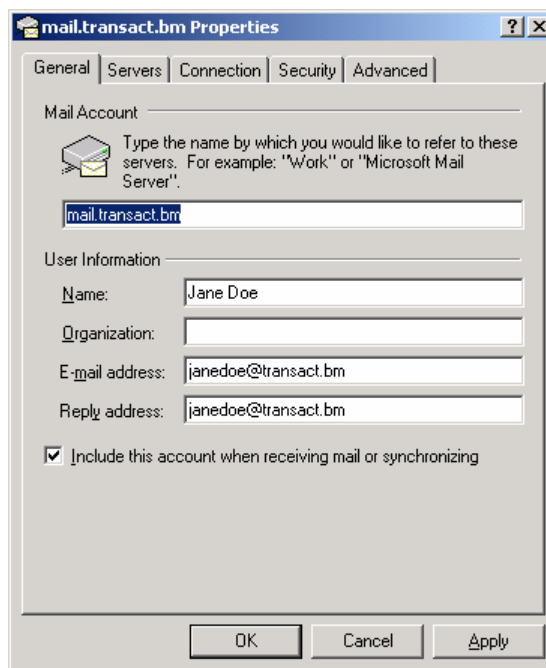 mail.transact.bm Properties
General Servers Connection Security Advanced
Mail Account
Type the name by which you would like to refer to these
servers. For example: "Work" or "Microsoft Mail
Server".
mail.transact.bm
User Information
Name: Jane Doe
Organization:
E-mail address: janedoe@transact.bm
Reply address: janedoe@transact.bm
Include this account when receiving mail or synchronizing
OK Cancel Apply